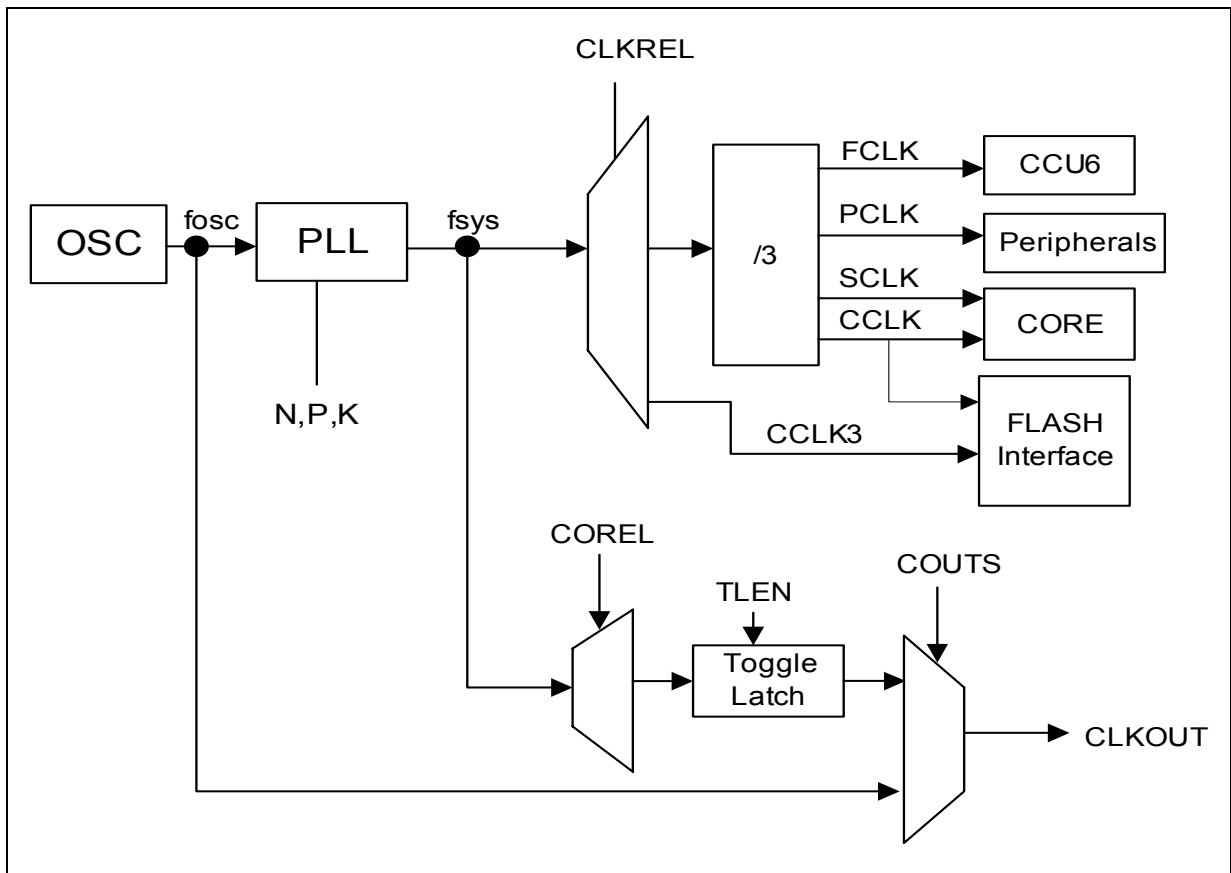 CLKREL
FCLK
CCU6
fosc
fsys
PCLK
OSC
PLL
Peripherals
/3
SCLK
CCLK
CORE
N,P,K
CCLK3
FLASH
Interface
COREL
COUTS
TLEN
Toggle
Latch
CLKOUT